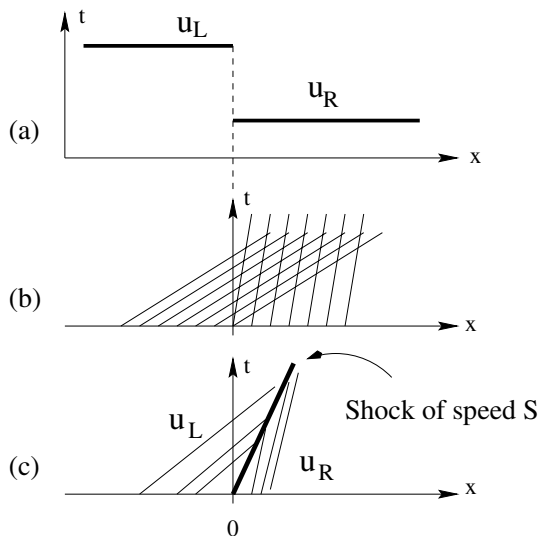 t
u_L
u_R
(a)
x
t
(b)
x
t
Shock of speed S
u_L
u_R
(c)
x
0